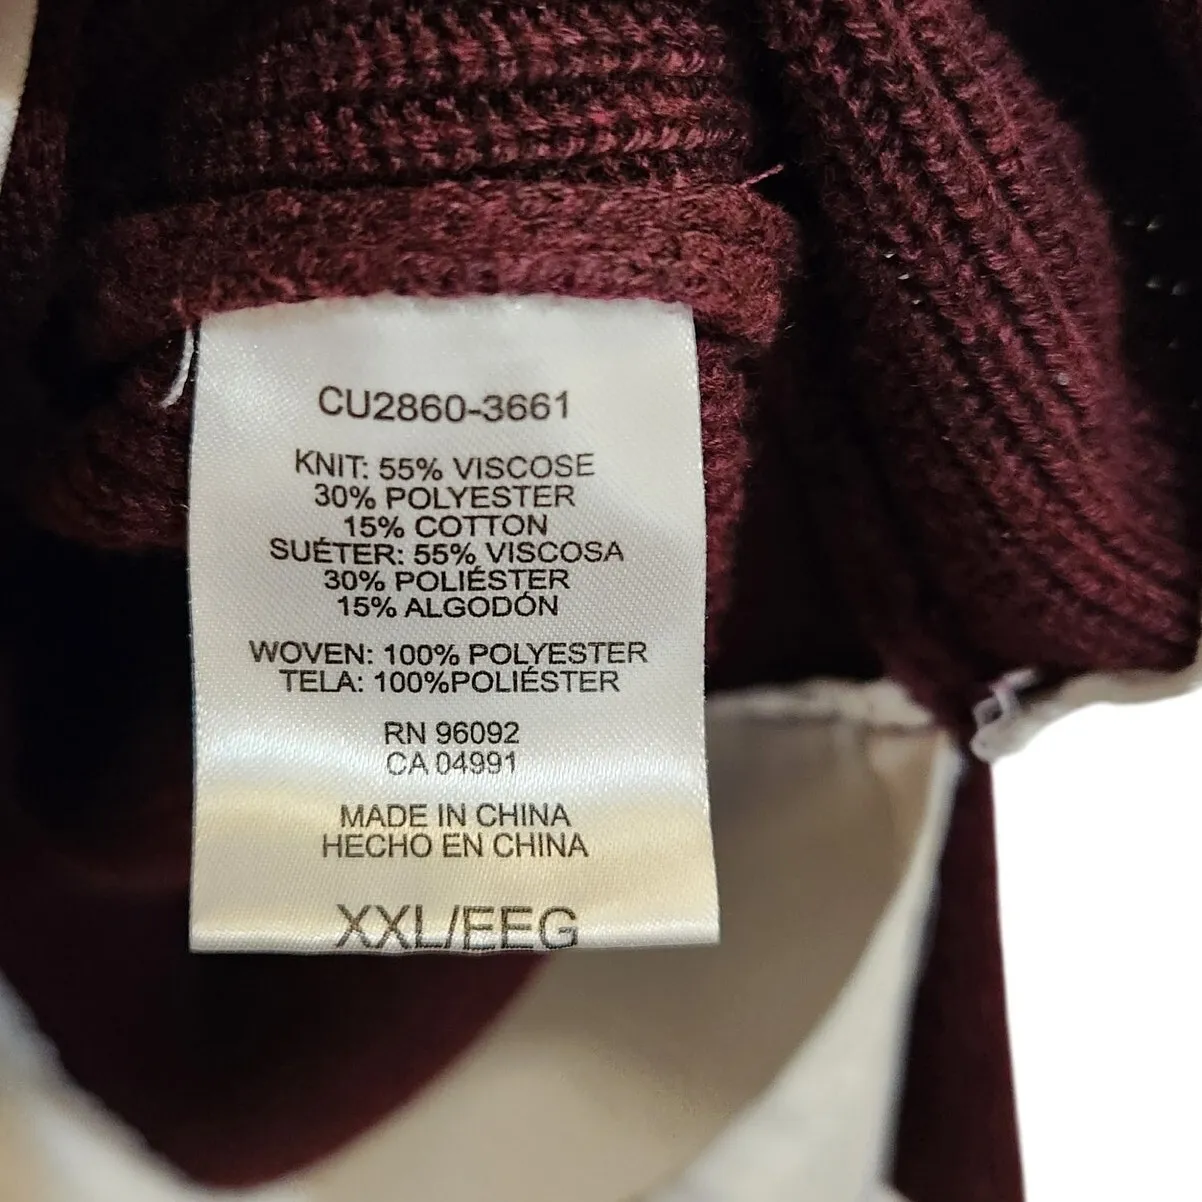 CU2860-3661
KNIT: 55% VISCOSE
30% POLYESTER
15% COTTON
SUÉTER: 55% VISCOSA
30% POLIÉSTER
15% ALGODÓN
WOVEN: 100% POLYESTER
TELA: 100%POLIÉSTER
RN 96092
CA 04991
MADE IN CHINA
HECHO EN CHINA
XXL/EEG